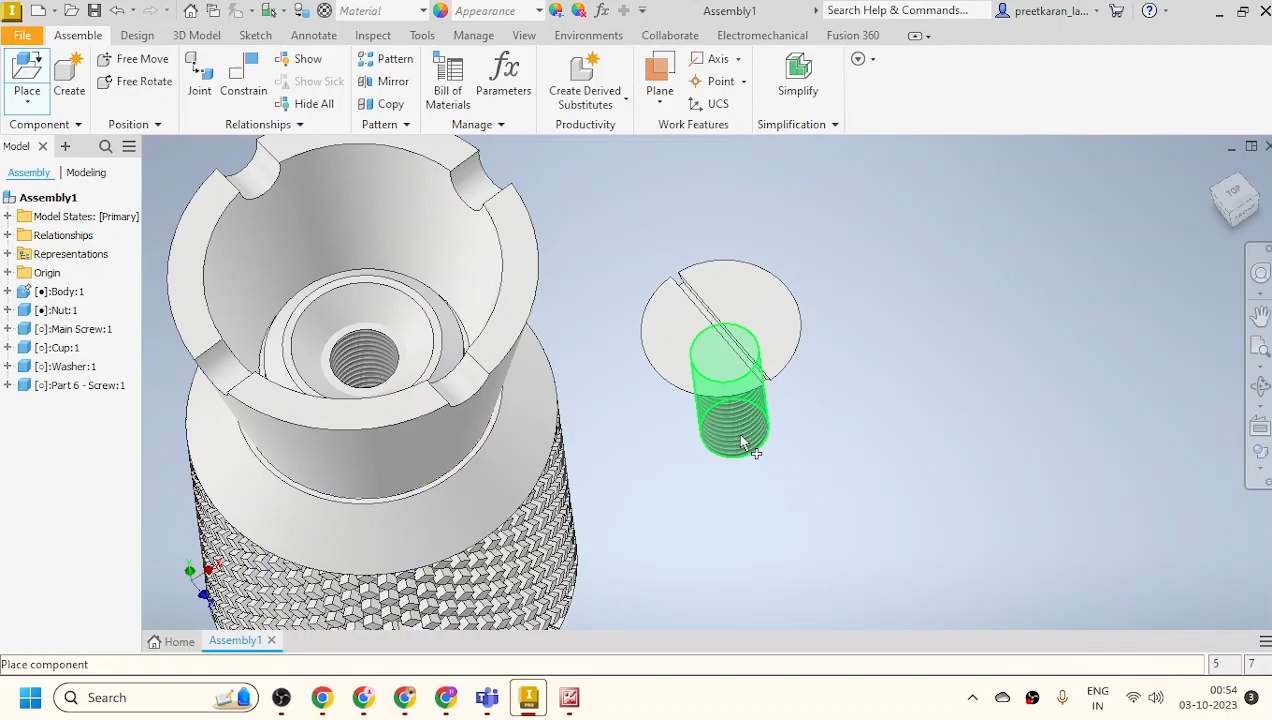 Material
Appearance
Assembly1
Search Help & Commands...
preetkaran_la...
File
Assemble
Design
3D Model
Sketch
Annotate
Inspect
Tools
Manage
View
Environments
Collaborate
Electromechanical
Fusion 360
Place
Create
Free Move
Free Rotate
Joint
Constrain
Show
Show Sick
Hide All
Pattern
Mirror
Copy
Bill of
Materials
fx
Parameters
Create Derived
Substitutes
Plane
Axis
Point
UCS
Simplify
Component
Position
Relationships
Pattern
Manage
Productivity
Work Features
Simplification
Model
Assembly
Modeling
Assembly1
Model States: [Primary]
Relationships
Representations
Origin
[●]:Body:1
[●]:Nut:1
[○]:Main Screw:1
[○]:Cup:1
[○]:Washer:1
[○]:Part 6 - Screw:1
TOP
FRONT
Home
Assembly1
Place component
5
7
Search
PRO
ENG
IN
00:54
03-10-2023
3